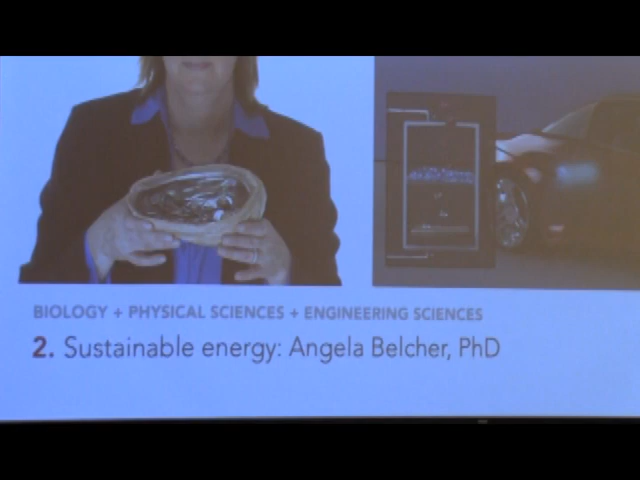 BIOLOGY + PHYSICAL SCIENCES + ENGINEERING SCIENCES
2. Sustainable energy: Angela Belcher, PhD